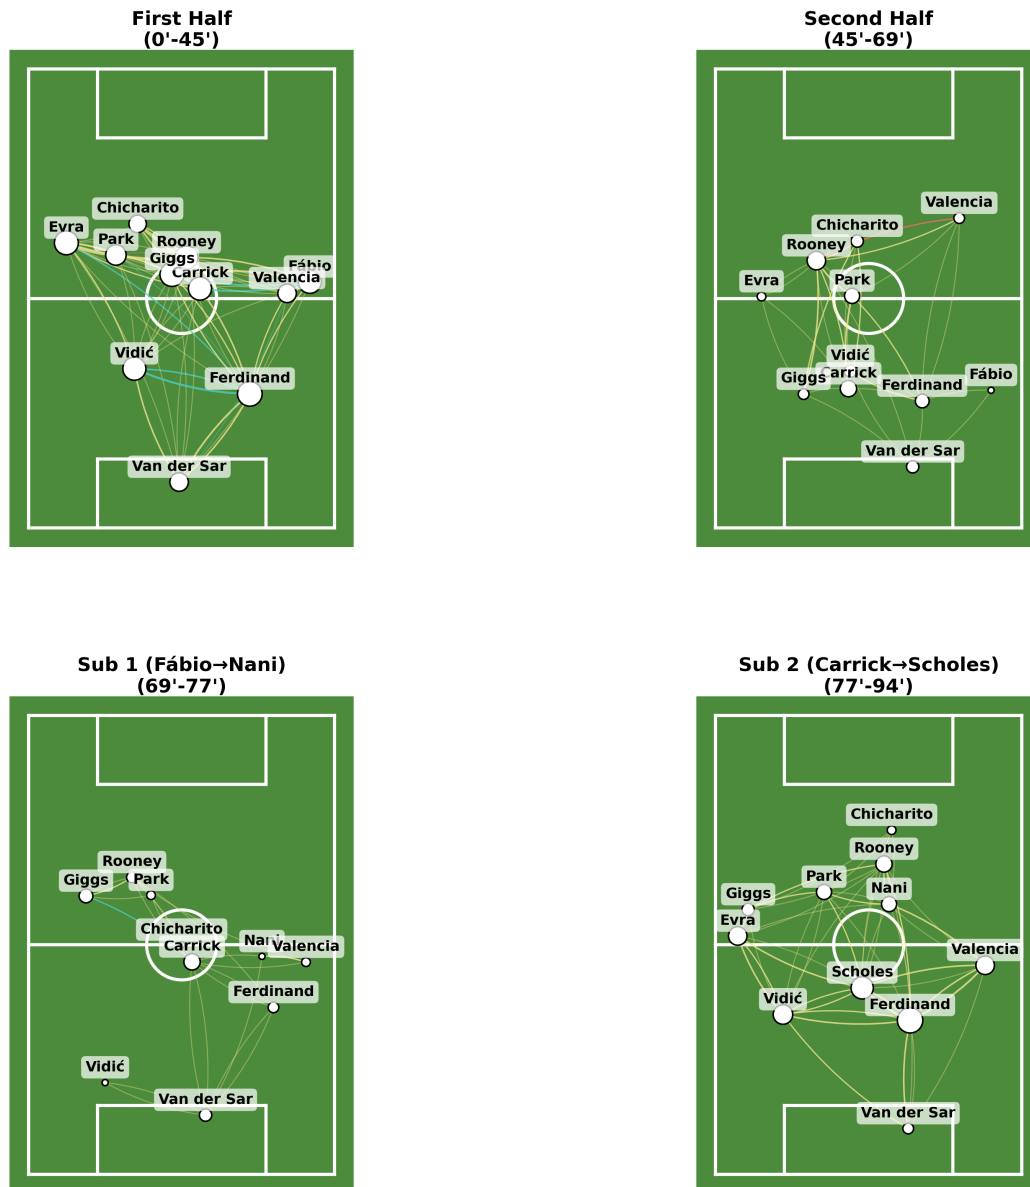 First Half
(0'-45')
Chicharito
Evra
Park
Rooney
Giggs
Carrick
Fábio
Valencia
Vidić
Ferdinand
Van der Sar
Second Half
(45'-69')
Valencia
Chicharito
Rooney
Evra
Park
Vidić
Carrick
Giggs
Ferdinand
Fábio
Van der Sar
Sub 1 (Fábio→Nani)
(69'-77')
Rooney
Giggs
Park
Chicharito
Carrick
Nani
Valencia
Ferdinand
Vidić
Van der Sar
Sub 2 (Carrick→Scholes)
(77'-94')
Chicharito
Rooney
Park
Nani
Giggs
Evra
Valencia
Scholes
Vidić
Ferdinand
Van der Sar